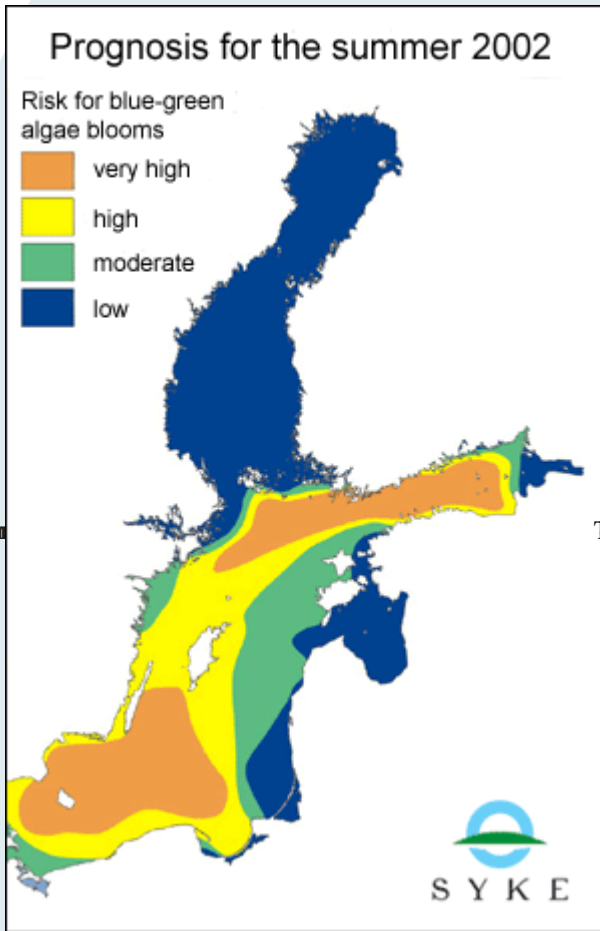 Prognosis for the summer 2002
Risk for blue-green
algae blooms
very high
high
moderate
low
T
SYKE